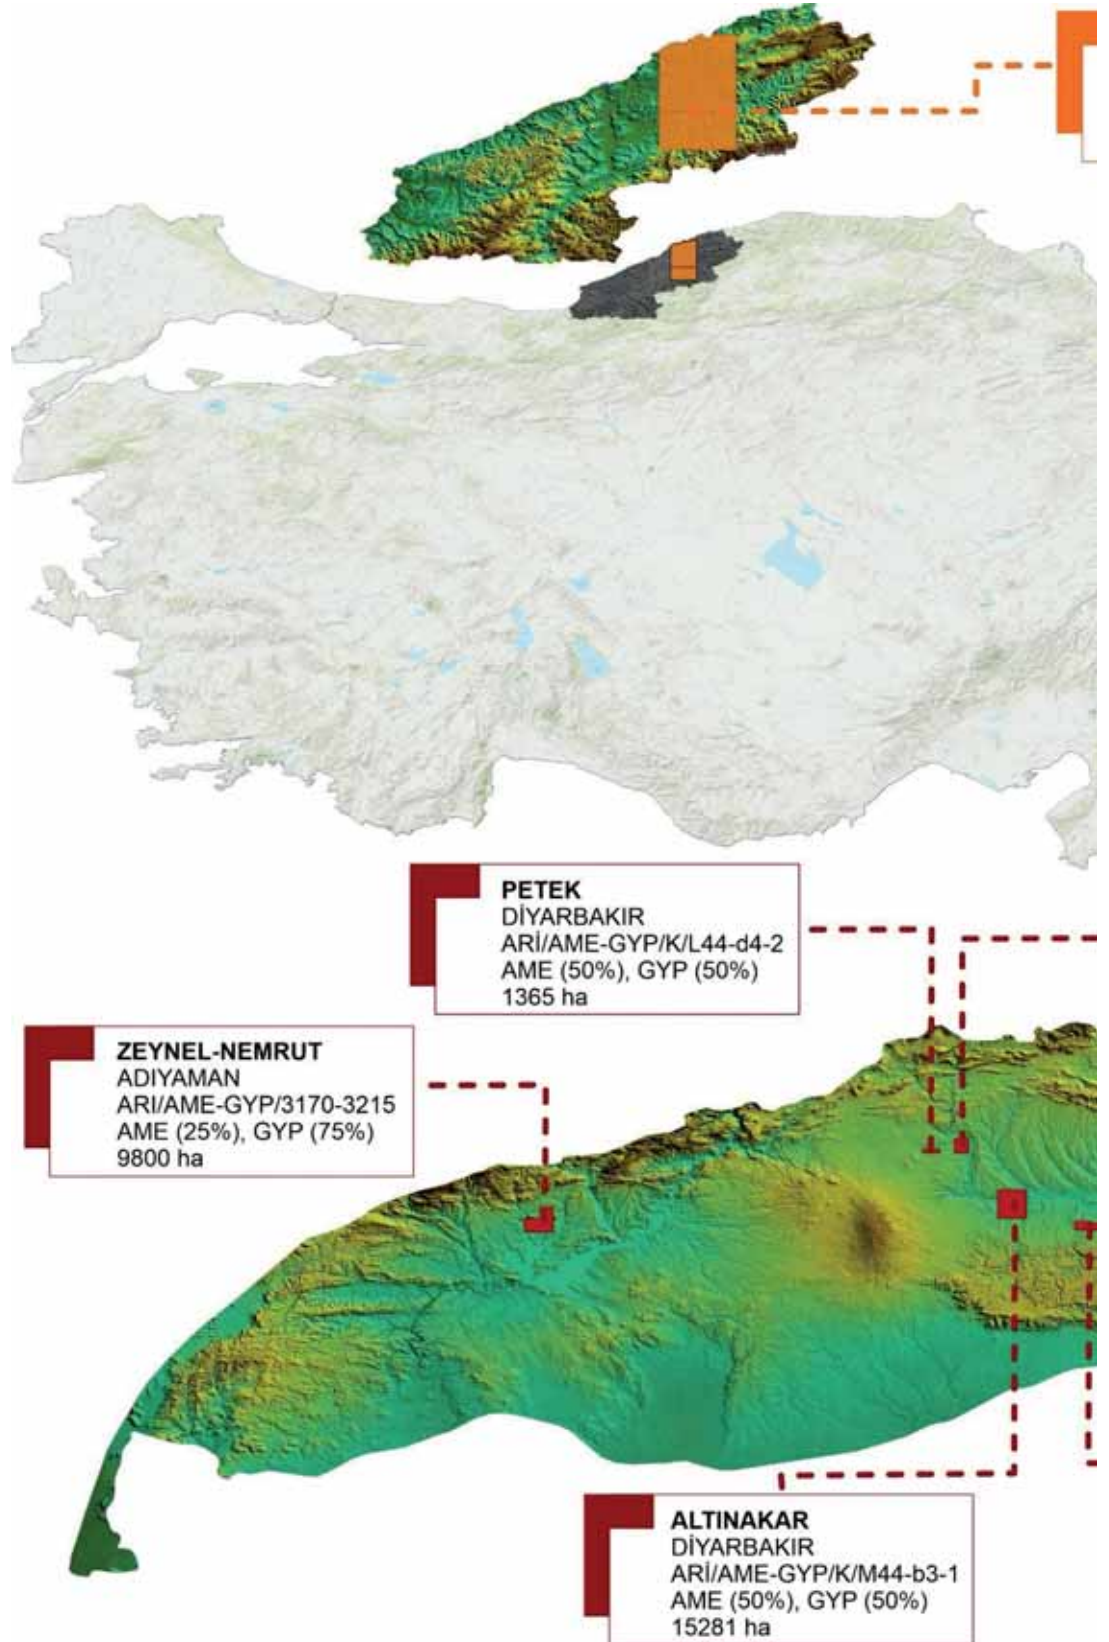 PETEK
DİYARBAKIR
ARİ/AME-GYP/K/L44-d4-2
AME (50%), GYP (50%)
1365 ha
ZEYNEL-NEMRUT
ADIYAMAN
ARI/AME-GYP/3170-3215
AME (25%), GYP (75%)
9800 ha
ALTINAKAR
DİYARBAKIR
ARİ/AME-GYP/K/M44-b3-1
AME (50%), GYP (50%)
15281 ha